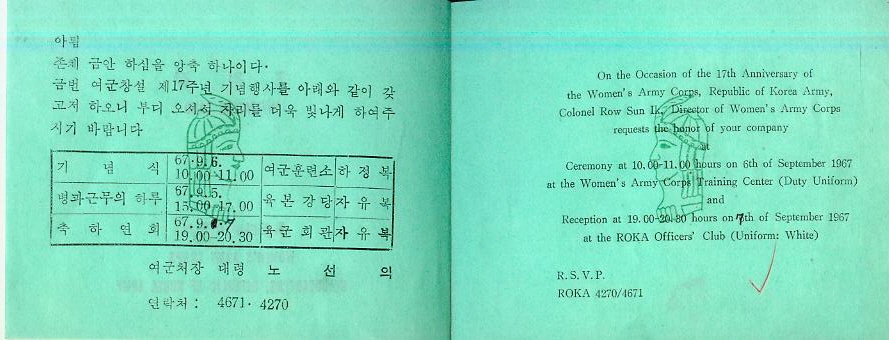 아뢸
존체 금안 하심을 앙축 하나이다.
금번 여군창설 제17주년 기념행사를 아래와 같이 갖
고저 하오니 부디 오셔서 자리를 더욱 빛나게 하여주
시기 바랍니다
기 념 식 67.9.6. 10.00-11.00 여군훈련소 하정복
병과근무의 하루 67.9.5. 15.00-17.00 육본강당 자유복
축하연회 67.9.7 19.00-20.30 육군회관 자유복
여군처장 대령 노 선 의
연락처 : 4671. 4270
On the Occasion of the 17th Anniversary of
the Women's Army Corps, Republic of Korea Army,
Colonel Row Sun Ik, Director of Women's Army Corps
requests the honor of your company
at
Ceremony at 10.00-11.00 hours on 6th of September 1967
at the Women's Army Corps Training Center (Duty Uniform)
and
Reception at 19.00-20.30 hours on 7th of September 1967
at the ROKA Officers' Club (Uniform: White)
R.S.V.P.
ROKA 4270/4671